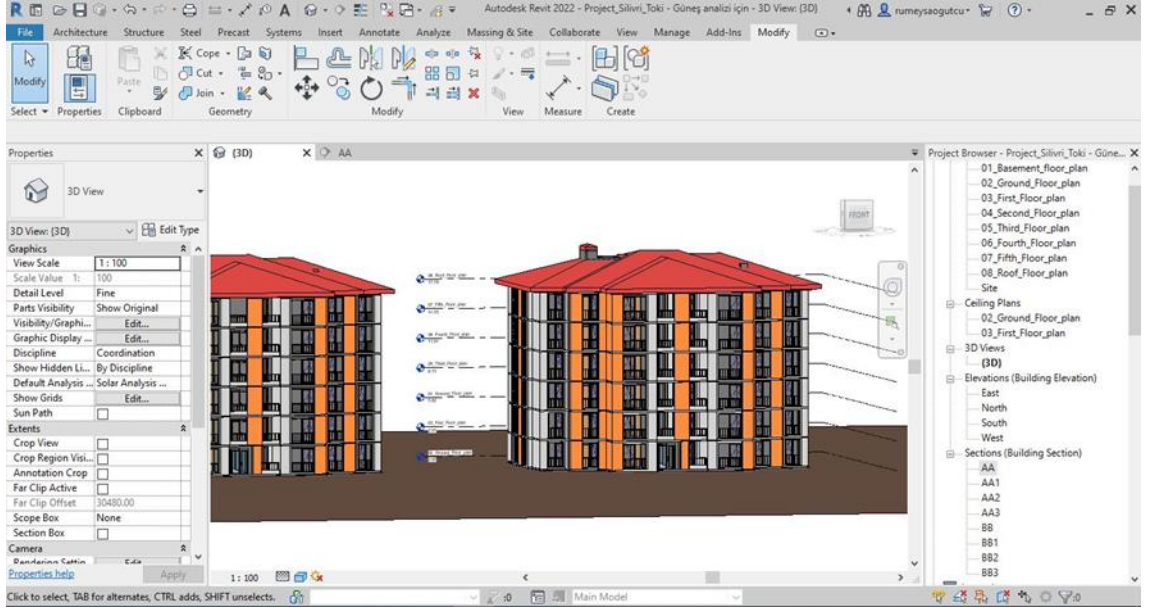 Autodesk Revit 2022 - Project_Silivri_Toki - Güneş analizi için - 3D View: {3D}
rumeysaogutcu
File Architecture Structure Steel Precast Systems Insert Annotate Analyze Massing & Site Collaborate View Manage Add-Ins Modify
Modify
Paste
Cope
Cut
Join
Select Properties Clipboard Geometry Modify View Measure Create
Properties
{3D}
AA
Project Browser - Project_Silivri_Toki - Güne...
3D View
3D View: {3D}
Edit Type
Graphics
View Scale 1 : 100
Scale Value 1: 100
Detail Level Fine
Parts Visibility Show Original
Visibility/Graphi... Edit...
Graphic Display ... Edit...
Discipline Coordination
Show Hidden Li... By Discipline
Default Analysis ... Solar Analysis ...
Show Grids Edit...
Sun Path
Extents
Crop View
Crop Region Visi...
Annotation Crop
Far Clip Active
Far Clip Offset 30480.00
Scope Box None
Section Box
Camera
Rendering Settin... Edit...
Properties help
Apply
FRONT
01_Basement_floor_plan
02_Ground_Floor_plan
03_First_Floor_plan
04_Second_Floor_plan
05_Third_Floor_plan
06_Fourth_Floor_plan
07_Fifth_Floor_plan
08_Roof_Floor_plan
Site
Ceiling Plans
02_Ground_Floor_plan
03_First_Floor_plan
3D Views
{3D}
Elevations (Building Elevation)
East
North
South
West
Sections (Building Section)
AA
AA1
AA2
AA3
BB
BB1
BB2
BB3
1 : 100
Click to select, TAB for alternates, CTRL adds, SHIFT unselects.
:0
Main Model
:0